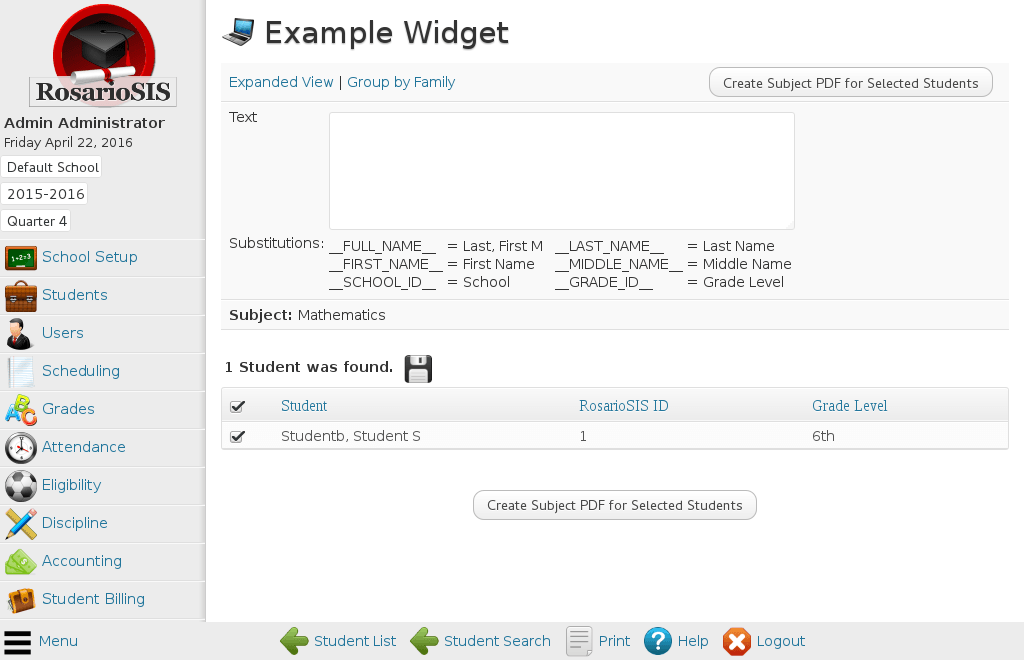 RosarioSIS
Admin Administrator
Friday April 22, 2016
Default School
2015-2016
Quarter 4
1+2=3
School Setup
Students
Users
Scheduling
ABC
Grades
Attendance
Eligibility
Discipline
Accounting
Student Billing
Example Widget
Expanded View | Group by Family
Create Subject PDF for Selected Students
Text
Substitutions:
__FULL_NAME__ = Last, First M __LAST_NAME__ = Last Name
__FIRST_NAME__ = First Name __MIDDLE_NAME__ = Middle Name
__SCHOOL_ID__ = School __GRADE_ID__ = Grade Level
Subject: Mathematics
1 Student was found.
Student RosarioSIS ID Grade Level
Studentb, Student S 1 6th
Create Subject PDF for Selected Students
Menu Student List Student Search Print ? Help Logout